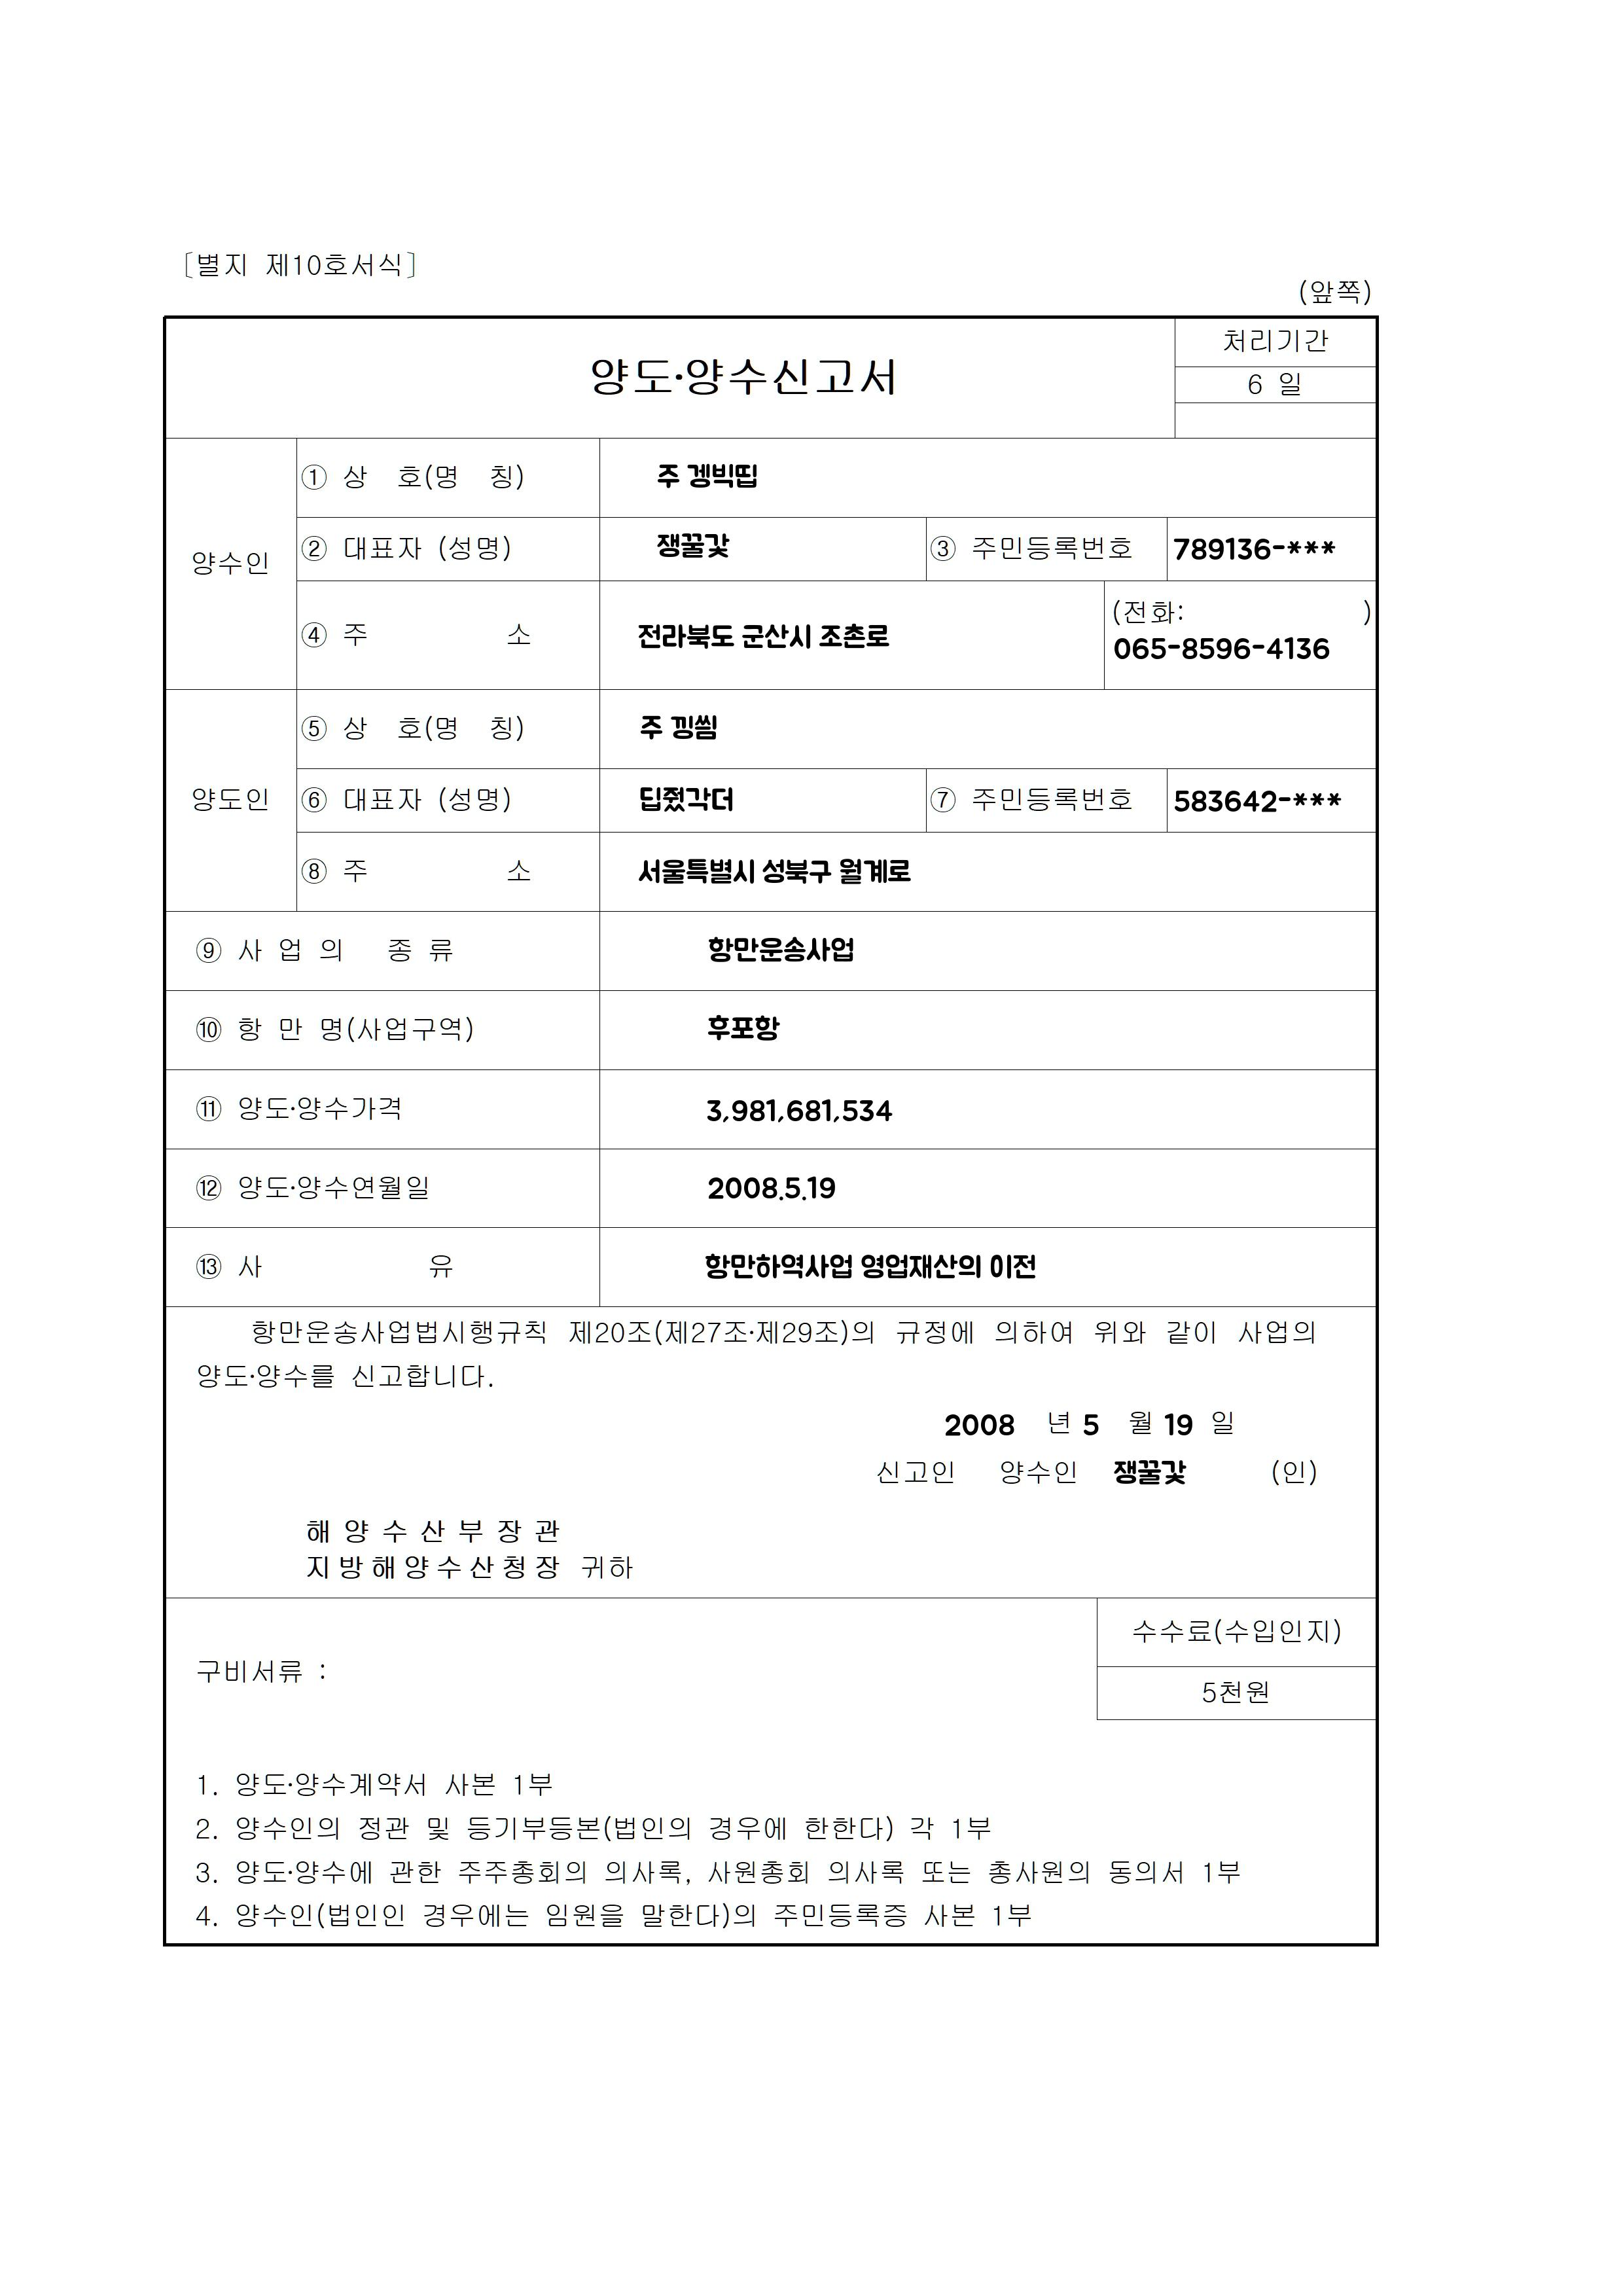 [별지 제10호서식]
(앞쪽)
양도·양수신고서
처리기간
6 일
양수인
① 상 호(명 칭) 주 겡빅띱
② 대표자 (성명) 쟁꿀갗 ③ 주민등록번호 789136-***
④ 주 소 전라북도 군산시 조촌로 (전화: )
065-8596-4136
양도인
⑤ 상 호(명 칭) 주 낑씜
⑥ 대표자 (성명) 딥줬각더 ⑦ 주민등록번호 583642-***
⑧ 주 소 서울특별시 성북구 월계로
⑨ 사 업 의 종 류 항만운송사업
⑩ 항 만 명(사업구역) 후포항
⑪ 양도·양수가격 3,981,681,534
⑫ 양도·양수연월일 2008.5.19
⑬ 사 유 항만하역사업 영업재산의 이전
항만운송사업법시행규칙 제20조(제27조·제29조)의 규정에 의하여 위와 같이 사업의
양도·양수를 신고합니다.
2008 년 5 월 19 일
신고인 양수인 쟁꿀갗 (인)
해 양 수 산 부 장 관
지방해양수산청장 귀하
구비서류 :
수수료(수입인지)
5천원
1. 양도·양수계약서 사본 1부
2. 양수인의 정관 및 등기부등본(법인의 경우에 한한다) 각 1부
3. 양도·양수에 관한 주주총회의 의사록, 사원총회 의사록 또는 총사원의 동의서 1부
4. 양수인(법인인 경우에는 임원을 말한다)의 주민등록증 사본 1부